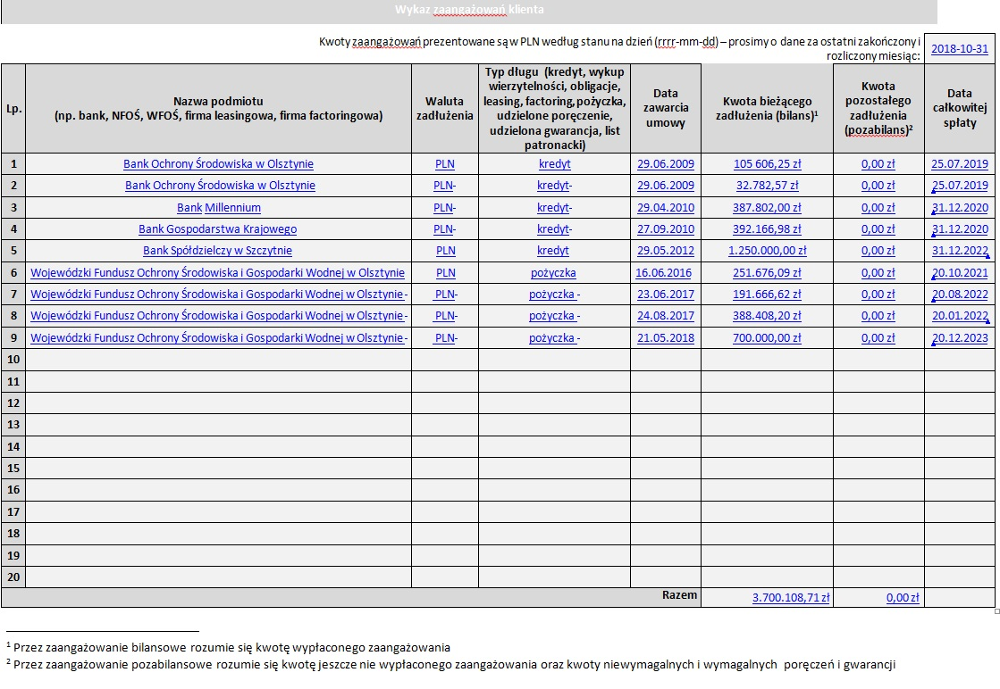 Wykaz zaangażowań klienta
Kwoty zaangażowań prezentowane są w PLN według stanu na dzień (rrrr-mm-dd) – prosimy o dane za ostatni zakończony i
rozliczony miesiąc:
2018-10-31
Lp.
Nazwa podmiotu
(np. bank, NFOŚ, WFOŚ, firma leasingowa, firma factoringowa)
Waluta
zadłużenia
Typ długu (kredyt, wykup
wierzytelności, obligacje,
leasing, factoring, pożyczka,
udzielone poręczenie,
udzielona gwarancja, list
patronacki)
Data
zawarcia
umowy
Kwota bieżącego
zadłużenia (bilans)¹
Kwota
pozostałego
zadłużenia
(pozabilans)²
Data
całkowitej
spłaty
1 Bank Ochrony Środowiska w Olsztynie PLN kredyt 29.06.2009 105 606,25 zł 0,00 zł 25.07.2019
2 Bank Ochrony Środowiska w Olsztynie PLN- kredyt- 29.06.2009 32.782,57 zł 0,00 zł 25.07.2019
3 Bank Millennium PLN- kredyt- 29.04.2010 387.802,00 zł 0,00 zł 31.12.2020
4 Bank Gospodarstwa Krajowego PLN- kredyt- 27.09.2010 392.166,98 zł 0,00 zł 31.12.2020
5 Bank Spółdzielczy w Szczytnie PLN kredyt 29.05.2012 1.250.000,00 zł 0,00 zł 31.12.2022
6 Wojewódzki Fundusz Ochrony Środowiska i Gospodarki Wodnej w Olsztynie PLN pożyczka 16.06.2016 251.676,09 zł 0,00 zł 20.10.2021
7 Wojewódzki Fundusz Ochrony Środowiska i Gospodarki Wodnej w Olsztynie- PLN- pożyczka - 23.06.2017 191.666,62 zł 0,00 zł 20.08.2022
8 Wojewódzki Fundusz Ochrony Środowiska i Gospodarki Wodnej w Olsztynie- PLN- pożyczka - 24.08.2017 388.408,20 zł 0,00 zł 20.01.2022
9 Wojewódzki Fundusz Ochrony Środowiska i Gospodarki Wodnej w Olsztynie- PLN- pożyczka - 21.05.2018 700.000,00 zł 0,00 zł 20.12.2023
10
11
12
13
14
15
16
17
18
19
20
Razem 3.700.108,71 zł 0,00 zł
¹ Przez zaangażowanie bilansowe rozumie się kwotę wypłaconego zaangażowania
² Przez zaangażowanie pozabilansowe rozumie się kwotę jeszcze nie wypłaconego zaangażowania oraz kwoty niewymagalnych i wymagalnych poręczeń i gwarancji